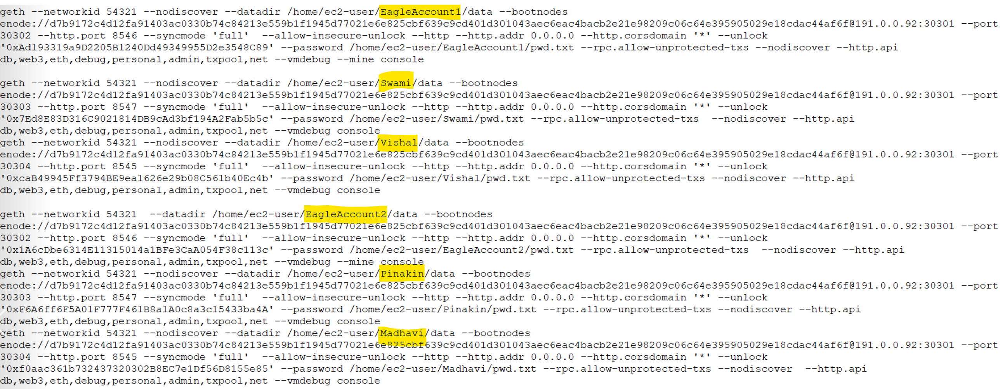 geth --networkid 54321 --nodiscover --datadir /home/ec2-user/EagleAccount1/data --bootnodes
enode://d7b9172c4d12fa91403ac0330b74c84213e559b1f1945d77021e6e825cbf639c9cd401d301043aec6eac4bacb2e21e98209c06c64e395905029e18cdac44af6f@191.0.0.92:30301 --port
30302 --http.port 8546 --syncmode 'full'  --allow-insecure-unlock --http --http.addr 0.0.0.0 --http.corsdomain '*' --unlock
'0xAd193319a9D2205B1240Dd49349955D2e3548C89' --password /home/ec2-user/EagleAccount1/pwd.txt --rpc.allow-unprotected-txs --nodiscover --http.api
db,web3,eth,debug,personal,admin,txpool,net --vmdebug --mine console
geth --networkid 54321 --nodiscover --datadir /home/ec2-user/Swami/data --bootnodes
enode://d7b9172c4d12fa91403ac0330b74c84213e559b1f1945d77021e6e825cbf639c9cd401d301043aec6eac4bacb2e21e98209c06c64e395905029e18cdac44af6f@191.0.0.92:30301 --port
30303 --http.port 8547 --syncmode 'full'  --allow-insecure-unlock --http --http.addr 0.0.0.0 --http.corsdomain '*' --unlock
'0x7Ed8E83D316C9021814DB9cAd3bf194A2Fab5b5c' --password /home/ec2-user/Swami/pwd.txt --rpc.allow-unprotected-txs  --nodiscover --http.api
db,web3,eth,debug,personal,admin,txpool,net --vmdebug console
geth --networkid 54321 --nodiscover --datadir /home/ec2-user/Vishal/data --bootnodes
enode://d7b9172c4d12fa91403ac0330b74c84213e559b1f1945d77021e6e825cbf639c9cd401d301043aec6eac4bacb2e21e98209c06c64e395905029e18cdac44af6f@191.0.0.92:30301 --port
30304 --http.port 8545 --syncmode 'full'  --allow-insecure-unlock --http --http.addr 0.0.0.0 --http.corsdomain '*' --unlock
'0xcaB49945Ff3794BE9ea1626e29b08C561b40Ec4b' --password /home/ec2-user/Vishal/pwd.txt --rpc.allow-unprotected-txs --nodiscover --http.api
db,web3,eth,debug,personal,admin,txpool,net --vmdebug console
geth --networkid 54321  --datadir /home/ec2-user/EagleAccount2/data --bootnodes
enode://d7b9172c4d12fa91403ac0330b74c84213e559b1f1945d77021e6e825cbf639c9cd401d301043aec6eac4bacb2e21e98209c06c64e395905029e18cdac44af6f@191.0.0.92:30301 --port
30302 --http.port 8546 --syncmode 'full'  --allow-insecure-unlock --http --http.addr 0.0.0.0 --http.corsdomain '*' --unlock
'0x1A6cDbe6314E11315014a1BFe3CaA054F38c113c' --password /home/ec2-user/EagleAccount2/pwd.txt --rpc.allow-unprotected-txs  --nodiscover --http.api
db,web3,eth,debug,personal,admin,txpool,net --vmdebug --mine console
geth --networkid 54321 --nodiscover --datadir /home/ec2-user/Pinakin/data --bootnodes
enode://d7b9172c4d12fa91403ac0330b74c84213e559b1f1945d77021e6e825cbf639c9cd401d301043aec6eac4bacb2e21e98209c06c64e395905029e18cdac44af6f@191.0.0.92:30301 --port
30303 --http.port 8547 --syncmode 'full'  --allow-insecure-unlock --http --http.addr 0.0.0.0 --http.corsdomain '*' --unlock
'0xF6A6ff6F5A01F777F461B8a1A0c8a3c15433ba4A' --password /home/ec2-user/Pinakin/pwd.txt --rpc.allow-unprotected-txs --nodiscover --http.api
db,web3,eth,debug,personal,admin,txpool,net --vmdebug console
geth --networkid 54321 --nodiscover --datadir /home/ec2-user/Madhavi/data --bootnodes
enode://d7b9172c4d12fa91403ac0330b74c84213e559b1f1945d77021e6e825cbf639c9cd401d301043aec6eac4bacb2e21e98209c06c64e395905029e18cdac44af6f@191.0.0.92:30301 --port
30304 --http.port 8545 --syncmode 'full'  --allow-insecure-unlock --http --http.addr 0.0.0.0 --http.corsdomain '*' --unlock
'0xf0aac361b732437320302B8EC7e1Df56D8155e85' --password /home/ec2-user/Madhavi/pwd.txt --rpc.allow-unprotected-txs --nodiscover  --http.api
db,web3,eth,debug,personal,admin,txpool,net --vmdebug console